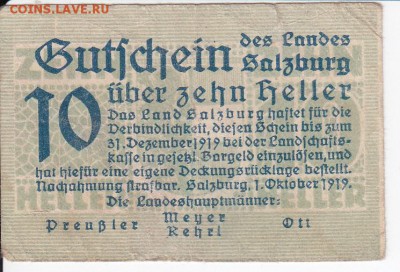 COINS.LAVE.RU
Gutschein des Landes Salzburg
10 über zehn Heller
Das Land Salzburg haftet für die
Verbindlichkeit, diesen Schein bis zum
31. Dezember 1919 bei der Landschafts-
kasse in gesetzl. Bargeld einzulösen, und
hat hiefür eine eigene Deckungsrücklage bestellt.
Nachahmung strafbar. Salzburg, 1. Oktober 1919.
Die Landeshauptmänner:
Preußler Meyer Ott
Rehrl
HELLER HELLER